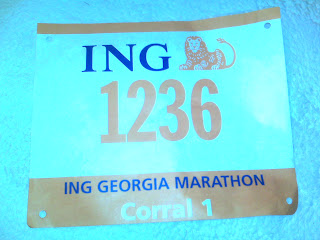 ING
1236
ING GEORGIA MARATHON
Corral 1